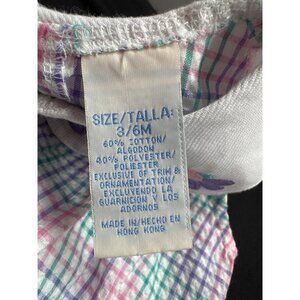 SIZE/TALLA:
3/6M
60% COTTON/
ALGODON
40% POLYESTER/
POLIESTER
EXCLUSIVE OF TRIM &
ORNAMENTATION/
EXCLUYENDO LA
GUARNICION Y LOS
ADORNOS
MADE IN/HECHO EN
HONG KONG